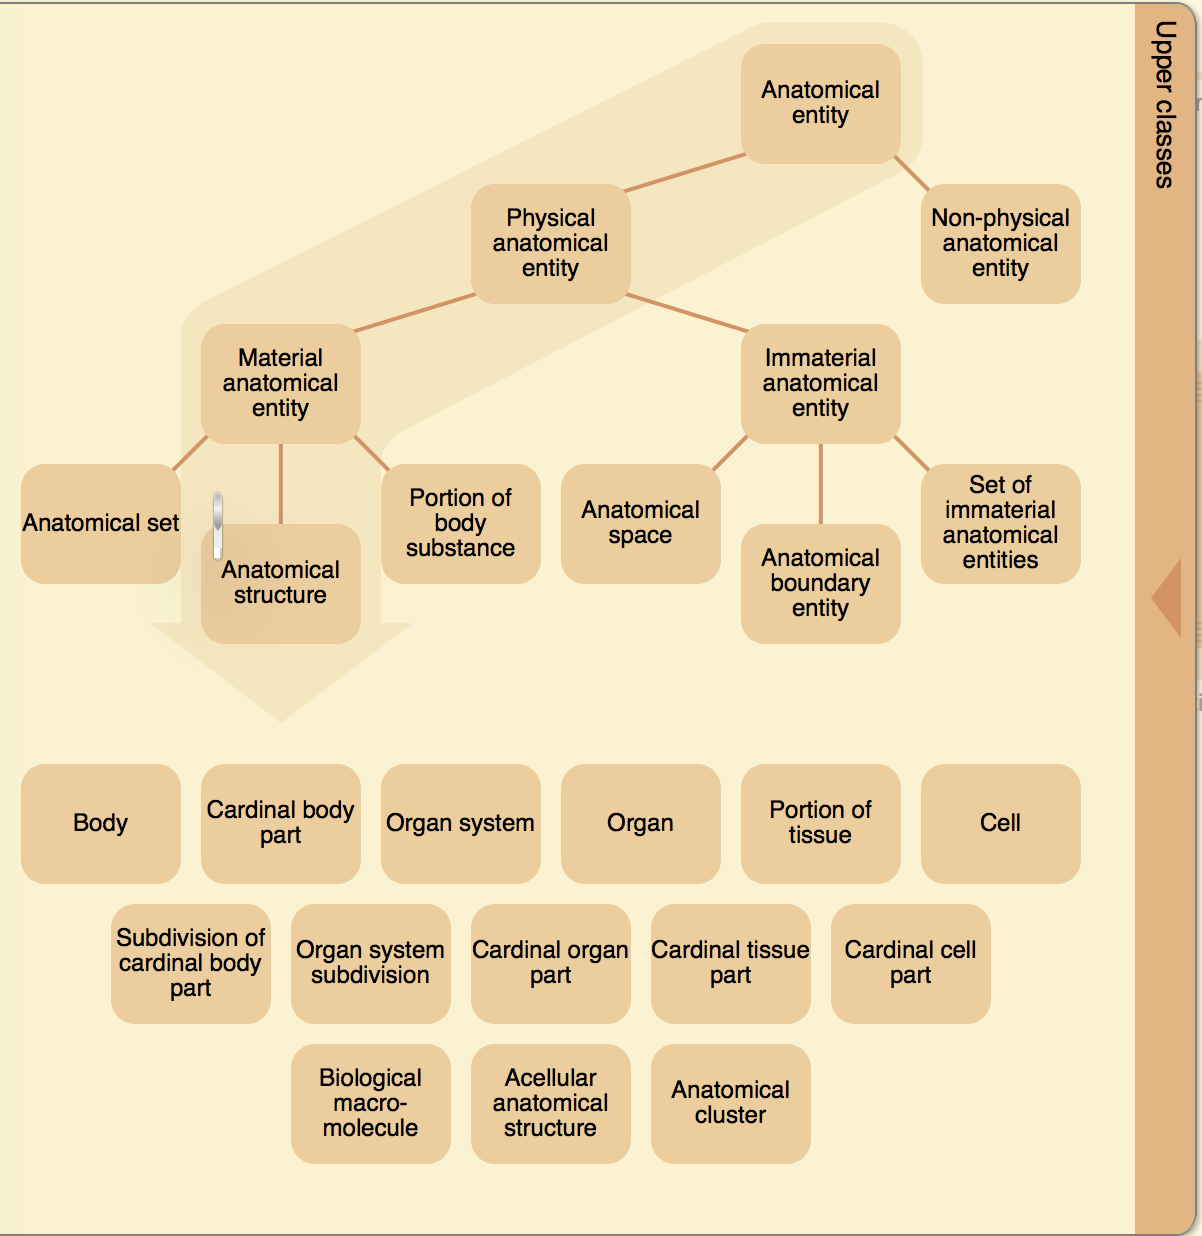 Upper classes
Anatomical
entity
Physical
anatomical
entity
Non-physical
anatomical
entity
Material
anatomical
entity
Immaterial
anatomical
entity
Anatomical set
Anatomical
structure
Portion of
body
substance
Anatomical
space
Anatomical
boundary
entity
Set of
immaterial
anatomical
entities
Body
Cardinal body
part
Organ system
Organ
Portion of
tissue
Cell
Subdivision of
cardinal body
part
Organ system
subdivision
Cardinal organ
part
Cardinal tissue
part
Cardinal cell
part
Biological
macro-
molecule
Acellular
anatomical
structure
Anatomical
cluster